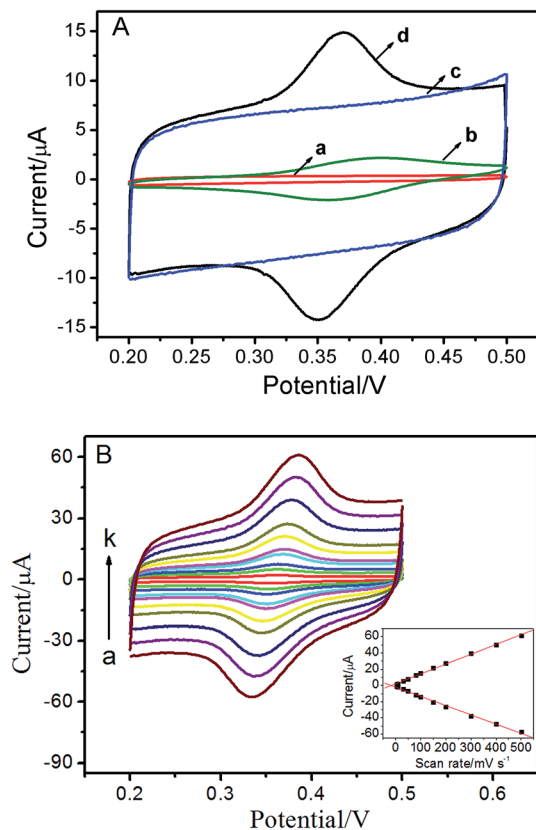 A
15
10
5
0
-5
-10
-15
Current/μA
d
c
a
b
0.20 0.25 0.30 0.35 0.40 0.45 0.50
Potential/V
B
60
30
0
-30
-60
-90
Current/μA
k
a
60
40
20
0
-20
-40
-60
Current/μA
0 100 200 300 400 500
Scan rate/mV s⁻¹
0.2 0.3 0.4 0.5
Potential/V